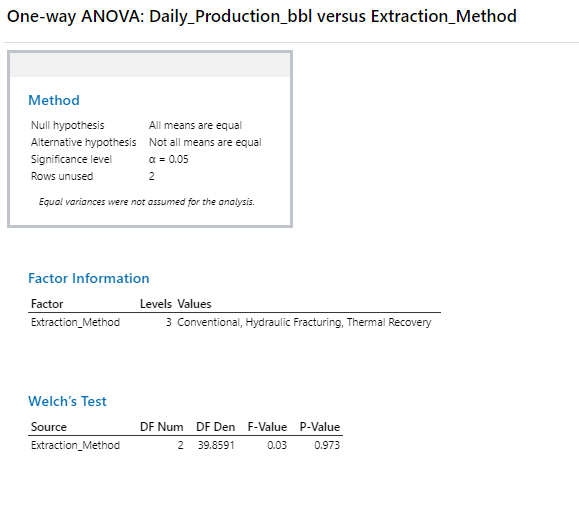 One-way ANOVA: Daily_Production_bbl versus Extraction_Method
Method
Null hypothesis All means are equal
Alternative hypothesis Not all means are equal
Significance level α = 0.05
Rows unused 2
Equal variances were not assumed for the analysis.
Factor Information
Factor Levels Values
Extraction_Method 3 Conventional, Hydraulic Fracturing, Thermal Recovery
Welch's Test
Source DF Num DF Den F-Value P-Value
Extraction_Method 2 39.8591 0.03 0.973